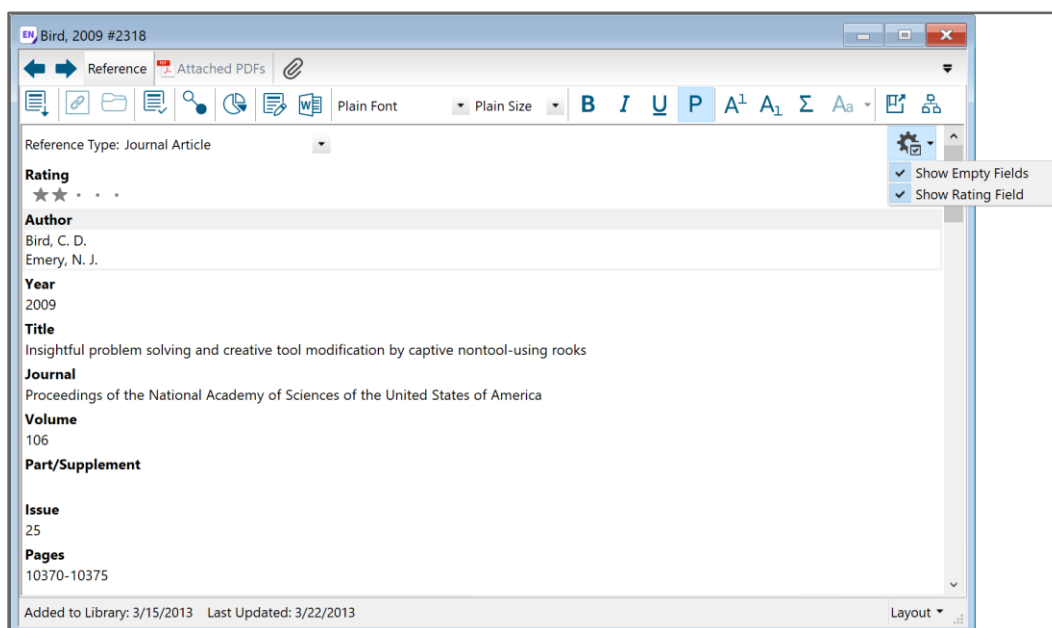 EN Bird, 2009 #2318
Reference Attached PDFs
Plain Font Plain Size B I U P A1 A1 Σ Aa
Reference Type: Journal Article
Show Empty Fields
Show Rating Field
Rating
Author
Bird, C. D.
Emery, N. J.
Year
2009
Title
Insightful problem solving and creative tool modification by captive nontool-using rooks
Journal
Proceedings of the National Academy of Sciences of the United States of America
Volume
106
Part/Supplement
Issue
25
Pages
10370-10375
Added to Library: 3/15/2013 Last Updated: 3/22/2013 Layout